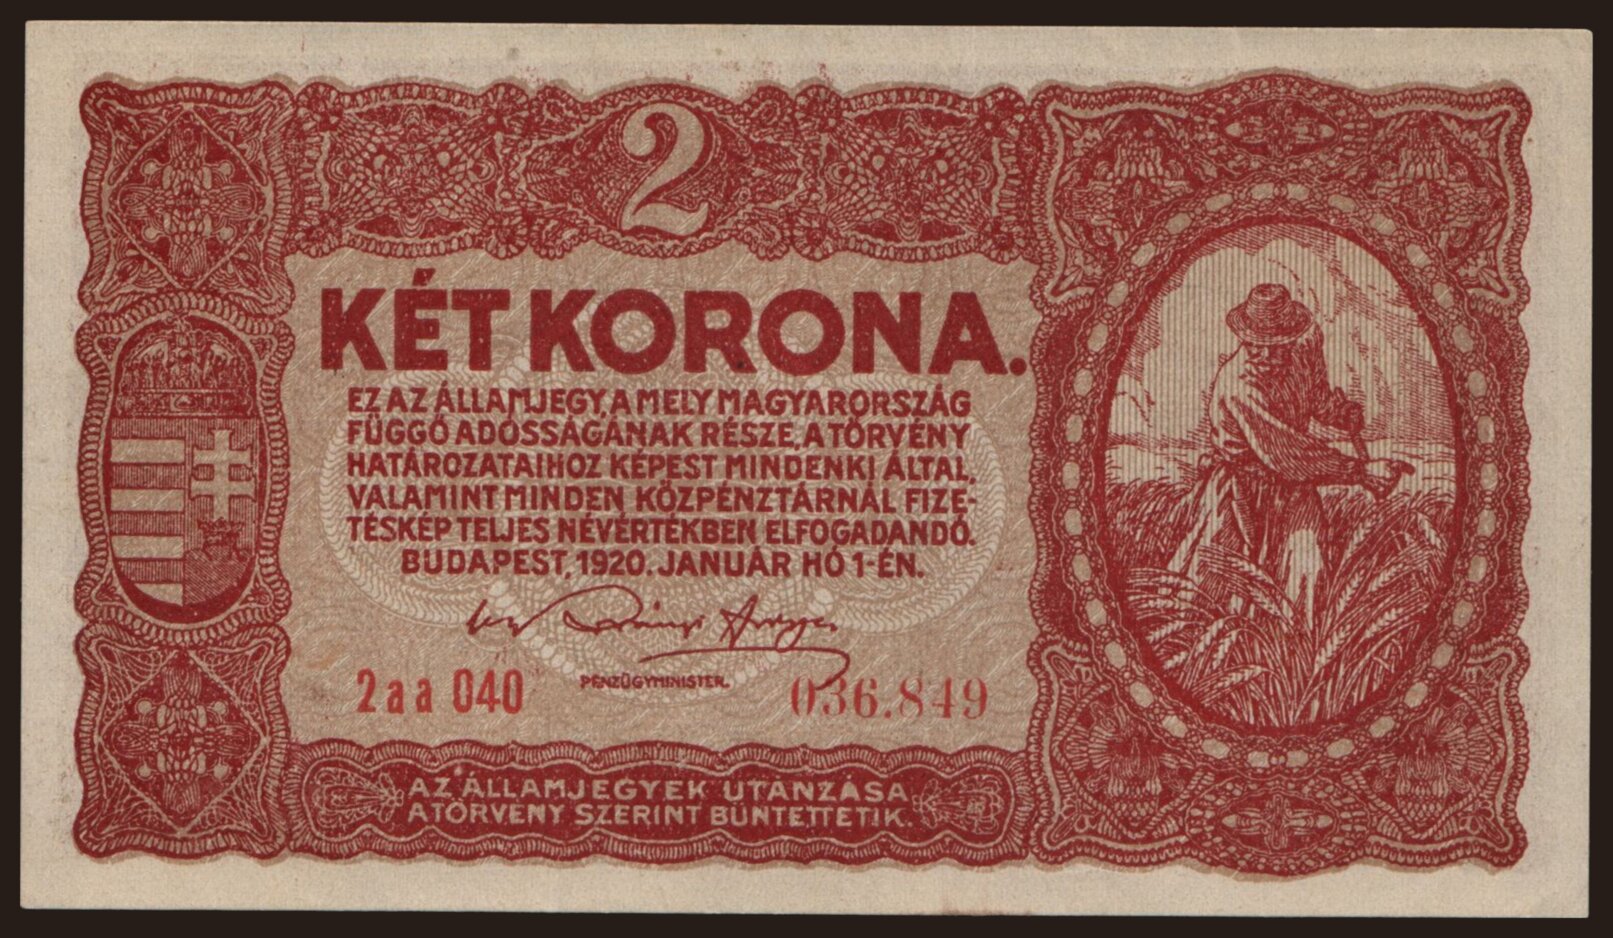 2
KÉT KORONA.
EZ AZ ÁLLAMJEGY, A MELY MAGYARORSZÁG
FÜGGŐ ADÓSSÁGÁNAK RÉSZE, A TÖRVÉNY
HATÁROZATAIHOZ KÉPEST MINDENKI ÁLTAL,
VALAMINT MINDEN KÖZPÉNZTÁRNÁL FIZE-
TÉSKÉP TELJES NÉVÉRTÉKBEN ELFOGADANDÓ.
BUDAPEST, 1920. JANUÁR HÓ 1-ÉN.
PÉNZÜGYMINISTER.
2aa 040 036.849
AZ ÁLLAMJEGYEK UTÁNZÁSA
A TÖRVÉNY SZERINT BÜNTETTETIK.